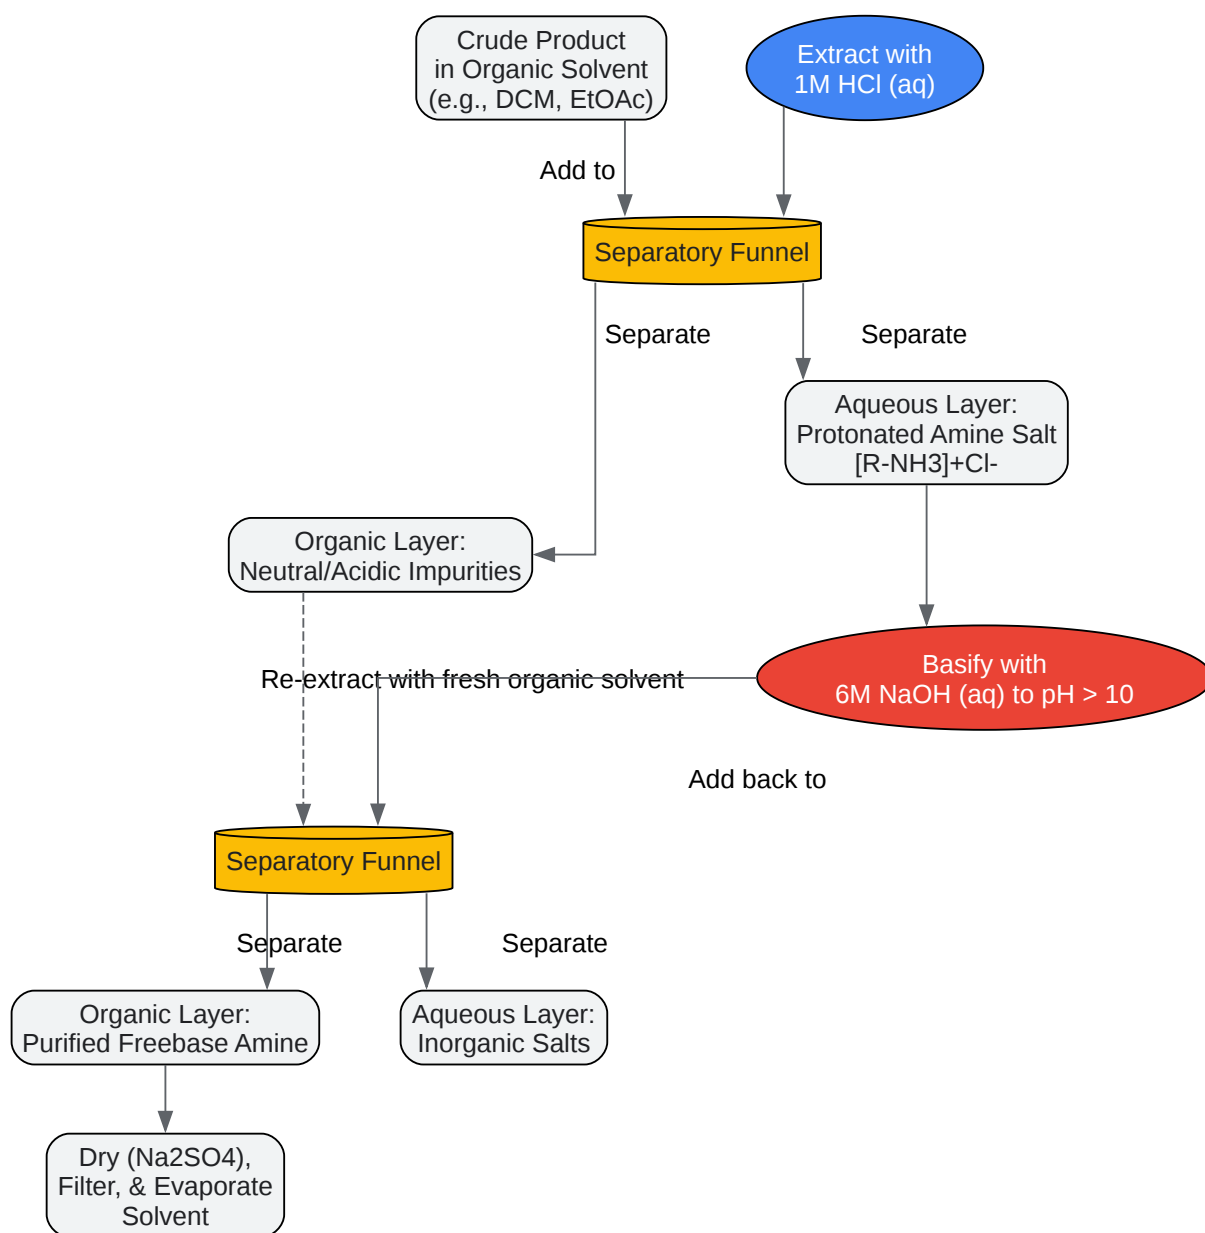 Crude Product
in Organic Solvent
(e.g., DCM, EtOAc)
Extract with
1M HCl (aq)
Add to
Separatory Funnel
Separate
Separate
Aqueous Layer:
Protonated Amine Salt
[R-NH3]+Cl-
Organic Layer:
Neutral/Acidic Impurities
Re-extract with fresh organic solvent
Basify with
6M NaOH (aq) to pH > 10
Add back to
Separatory Funnel
Separate
Separate
Organic Layer:
Purified Freebase Amine
Aqueous Layer:
Inorganic Salts
Dry (Na2SO4),
Filter, & Evaporate
Solvent